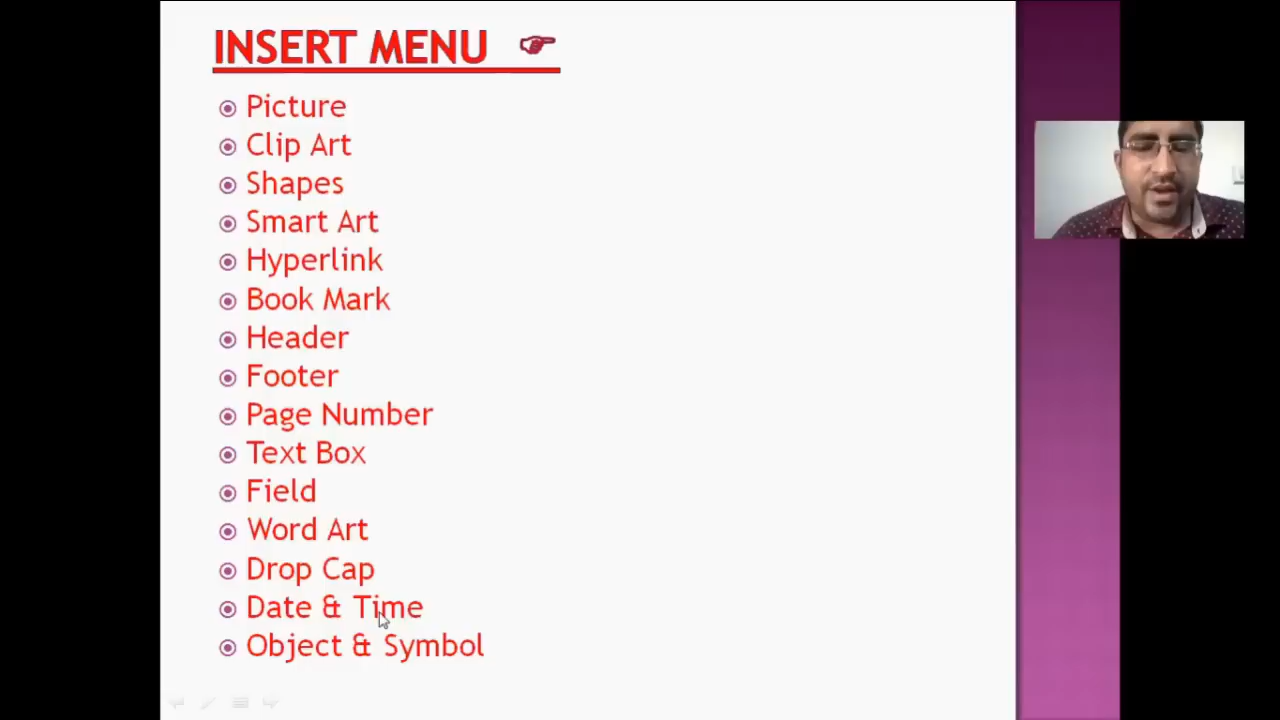 INSERT MENU
Picture
Clip Art
Shapes
Smart Art
Hyperlink
Book Mark
Header
Footer
Page Number
Text Box
Field
Word Art
Drop Cap
Date & Time
Object & Symbol